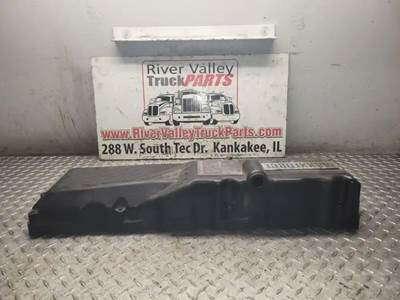 River Valley
TruckPARTS
www.RiverValleyTruckParts.com
288 W. South Tec Dr. Kankakee, IL